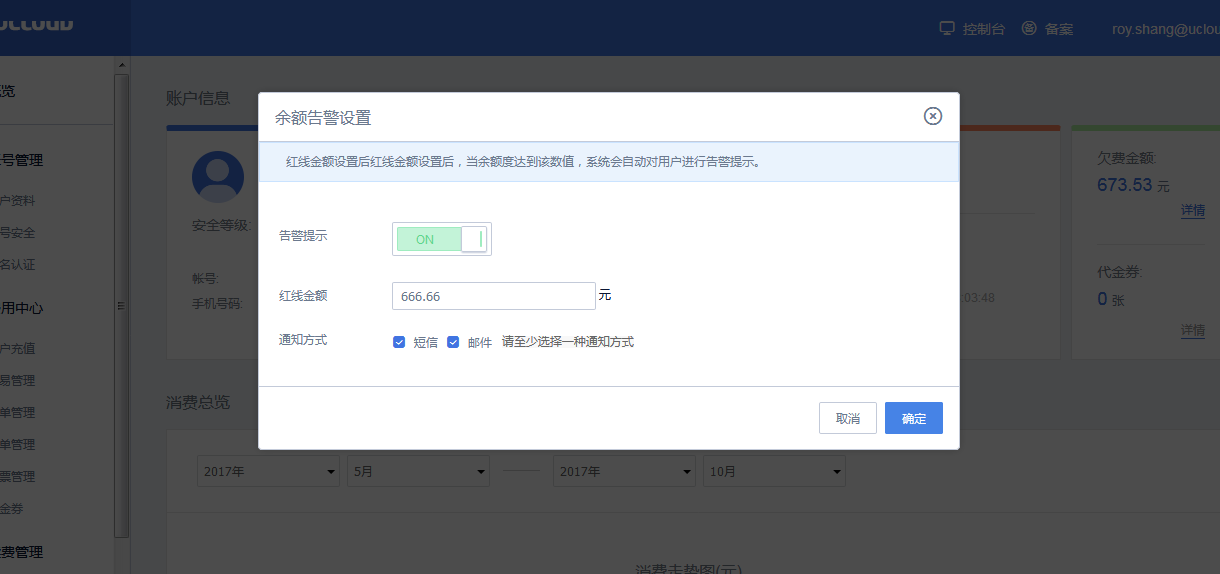 UCLOUD
控制台 备案 roy.shang@uclou
览
账户信息
余额告警设置
红线金额设置后红线金额设置后，当余额度达到该数值，系统会自动对用户进行告警提示。
号管理
欠费金额:
673.53 元
详情
户资料
安全等级:
告警提示
ON
号安全
名认证
代金券:
帐号:
红线金额
666.66 元
:03:48
0 张
手机号码:
用中心
详情
通知方式
短信 邮件 请至少选择一种通知方式
户充值
易管理
消费总览
单管理
取消 确定
单管理
2017年 5月 2017年 10月
票管理
金券
费管理
消费走势图(元)